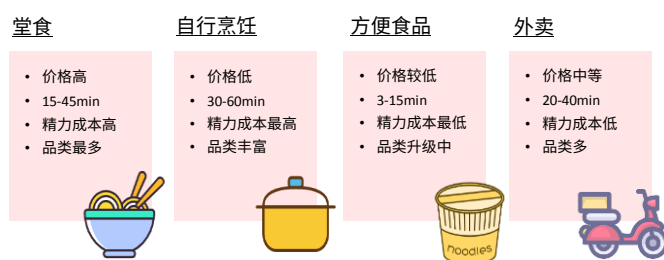 堂食
• 价格高
• 15-45min
• 精力成本高
• 品类最多
自行烹饪
• 价格低
• 30-60min
• 精力成本最高
• 品类丰富
方便食品
• 价格较低
• 3-15min
• 精力成本最低
• 品类升级中
noodles
外卖
• 价格中等
• 20-40min
• 精力成本低
• 品类多